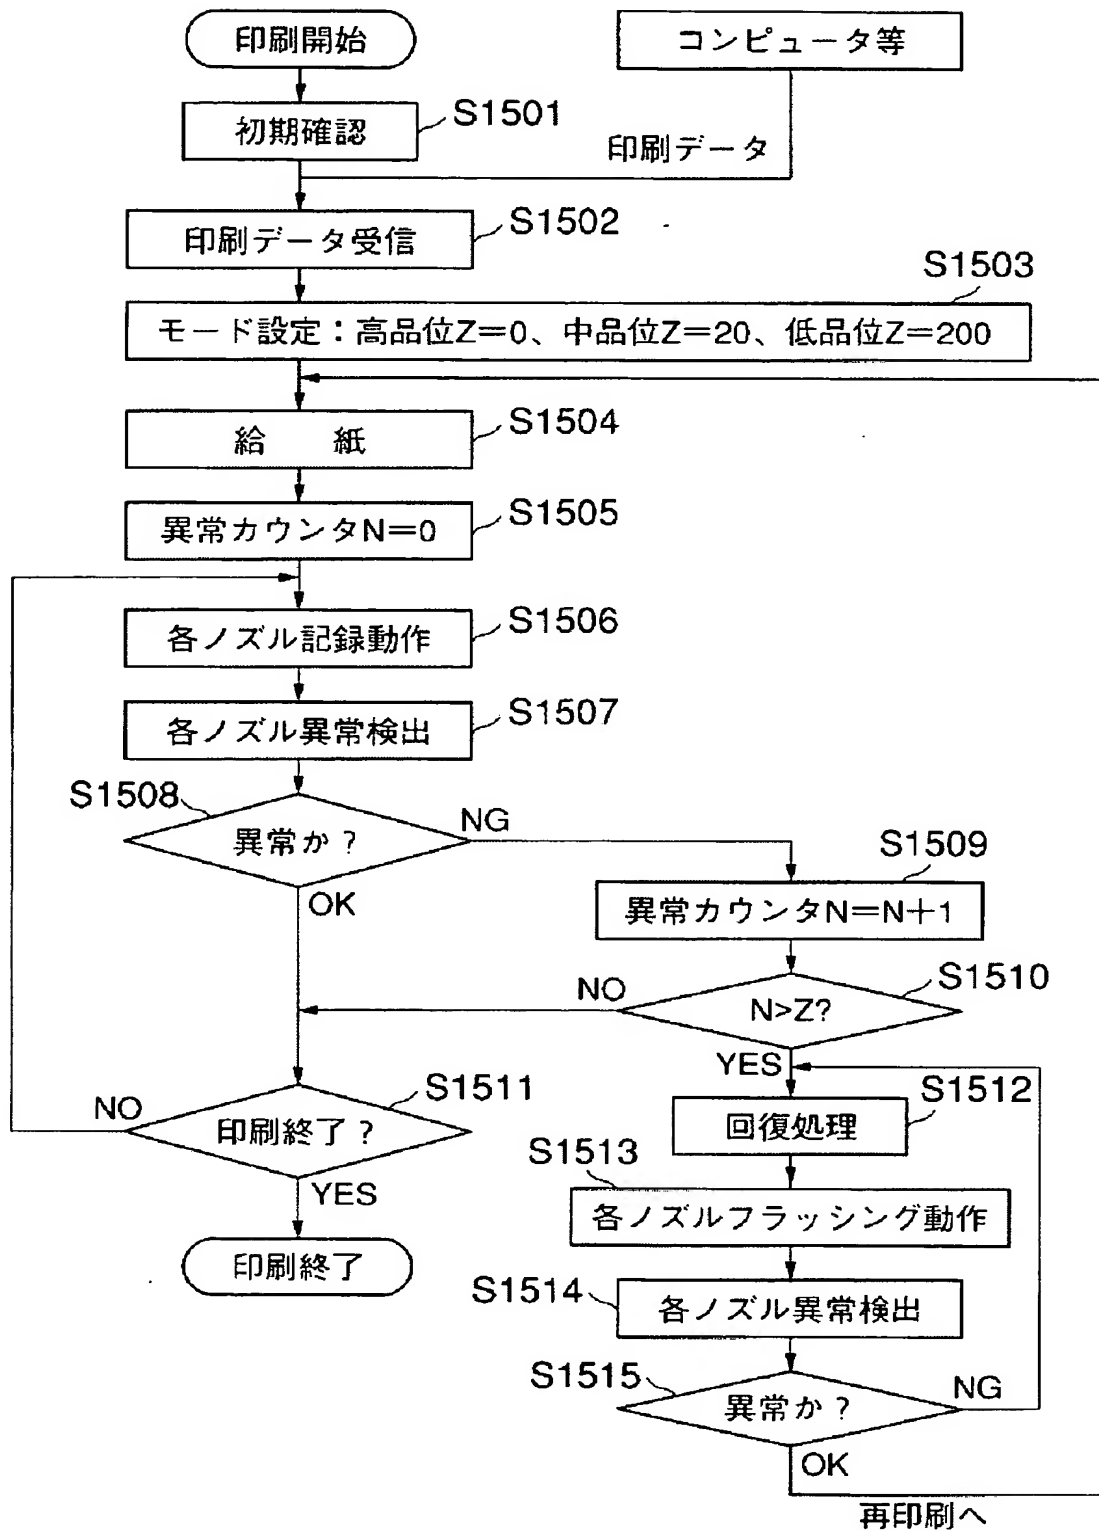 印刷開始
コンピュータ等
初期確認
S1501
印刷データ
印刷データ受信
S1502
S1503
モード設定：高品位Z=0、中品位Z=20、低品位Z=200
給　　紙
S1504
異常カウンタN=0
S1505
各ノズル記録動作
S1506
各ノズル異常検出
S1507
S1508
異常か？
NG
OK
S1509
異常カウンタN=N+1
S1510
N>Z?
NO
YES
S1511
印刷終了？
NO
YES
印刷終了
S1512
回復処理
S1513
各ノズルフラッシング動作
S1514
各ノズル異常検出
S1515
異常か？
NG
OK
再印刷へ